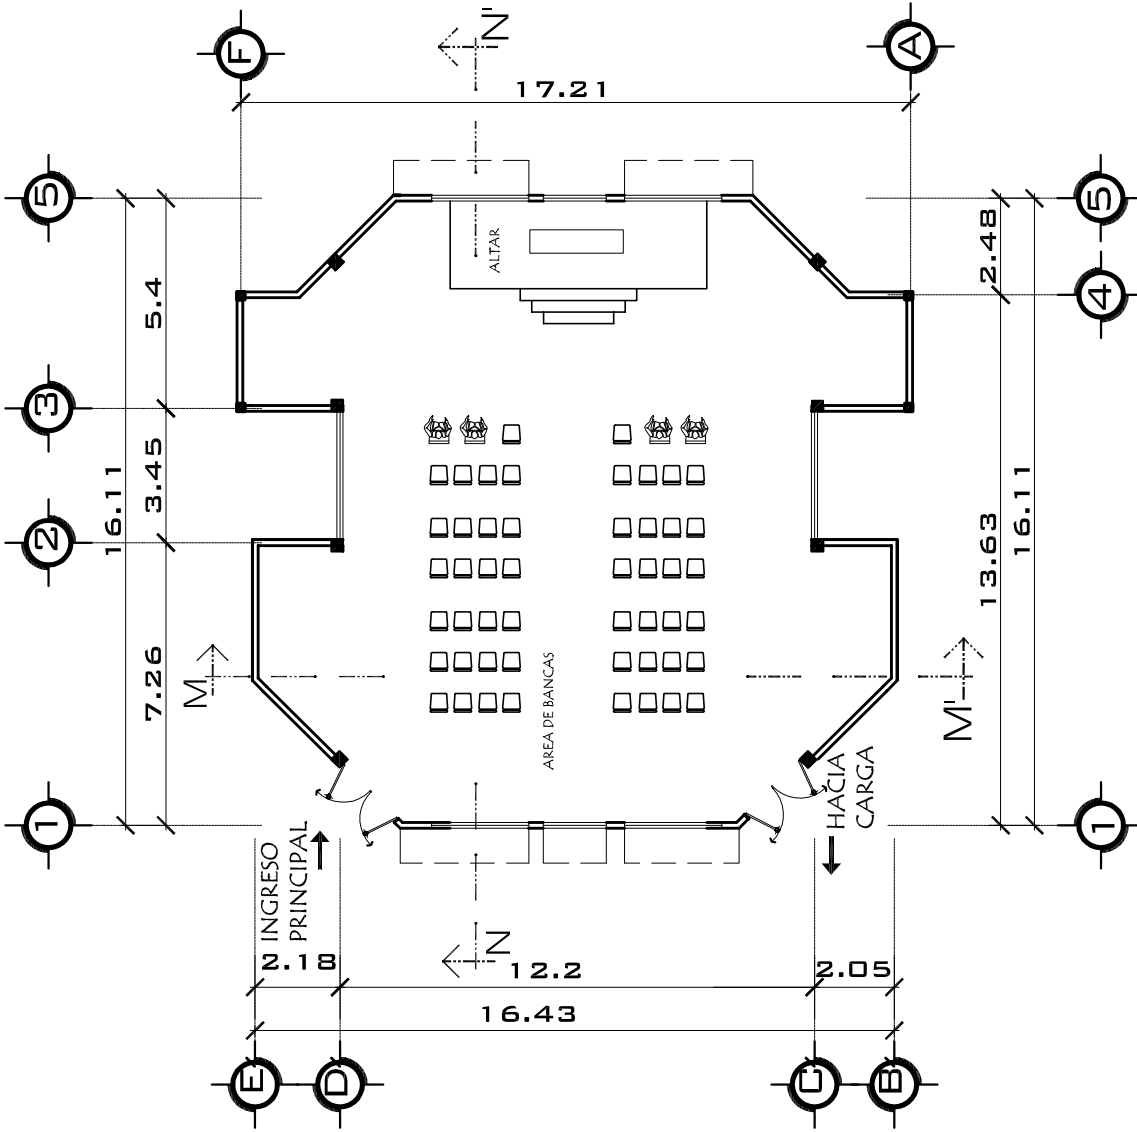 F
N'
A
17.21
5
5
ALTAR
2.48
5.4
4
3
3.45
16.11
16.11
2
13.63
7.26
AREA DE BANCAS
M
M'
HACIA
CARGA
1
1
INGRESO
PRINCIPAL
N
2.18
12.2
2.05
16.43
E
D
C
B